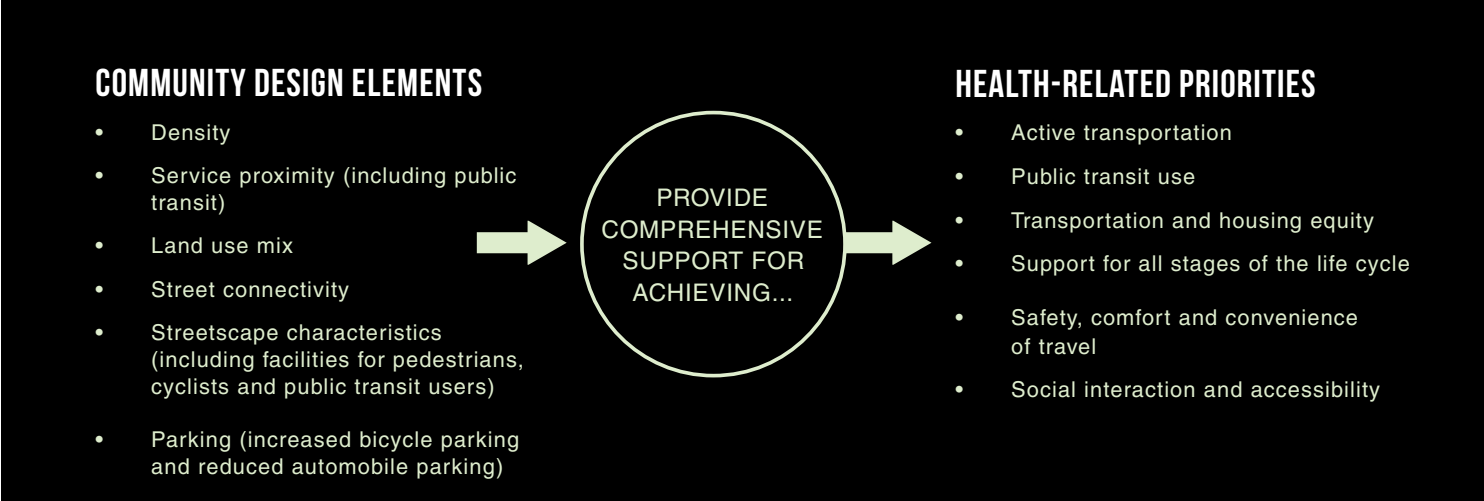 COMMUNITY DESIGN ELEMENTS
• Density
• Service proximity (including public
transit)
• Land use mix
• Street connectivity
• Streetscape characteristics
(including facilities for pedestrians,
cyclists and public transit users)
• Parking (increased bicycle parking
and reduced automobile parking)
PROVIDE
COMPREHENSIVE
SUPPORT FOR
ACHIEVING...
HEALTH-RELATED PRIORITIES
• Active transportation
• Public transit use
• Transportation and housing equity
• Support for all stages of the life cycle
• Safety, comfort and convenience
of travel
• Social interaction and accessibility